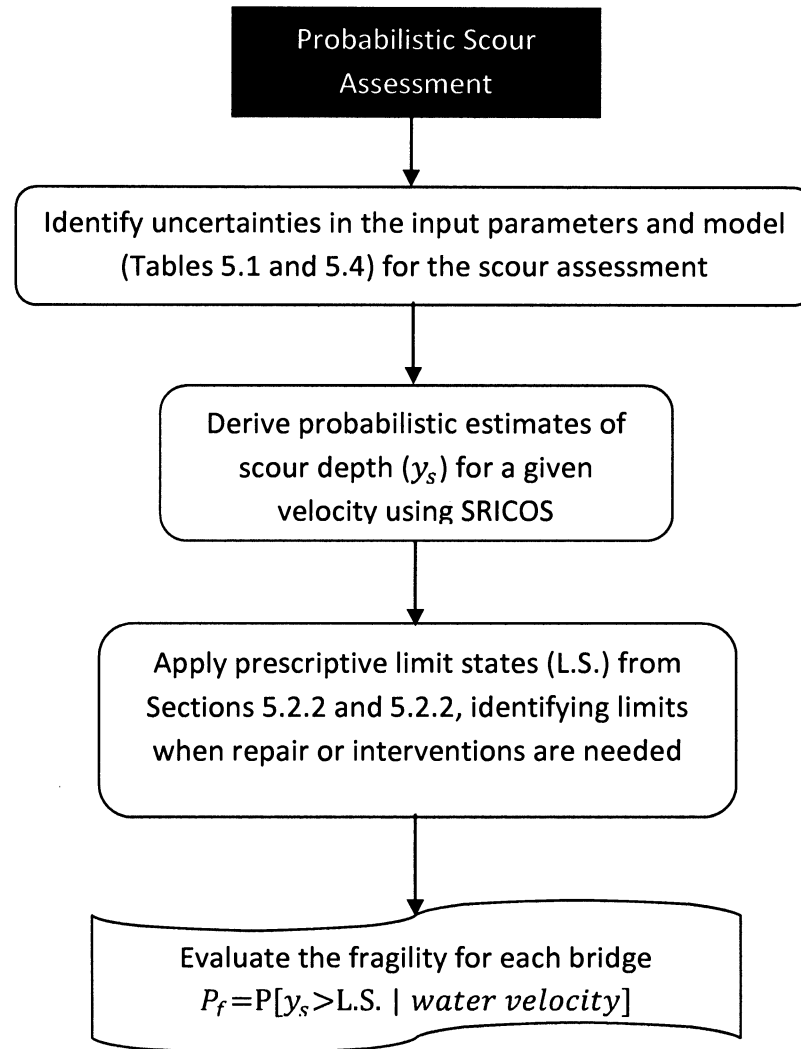 Probabilistic Scour
Assessment
Identify uncertainties in the input parameters and model
(Tables 5.1 and 5.4) for the scour assessment
Derive probabilistic estimates of
scour depth (yₛ) for a given
velocity using SRICOS
Apply prescriptive limit states (L.S.) from
Sections 5.2.2 and 5.2.2, identifying limits
when repair or interventions are needed
Evaluate the fragility for each bridge
P_f=P[yₛ>L.S. | water velocity]